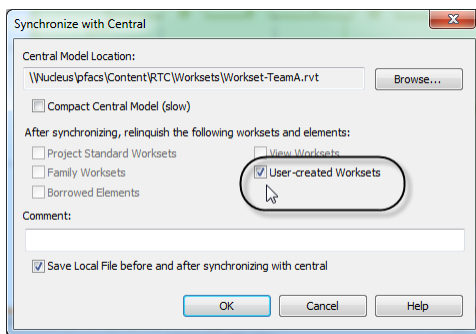 Synchronize with Central
Central Model Location:
\\Nucleus\pfacs\Content\RTC\Worksets\Workset-TeamA.rvt
Browse...
Compact Central Model (slow)
After synchronizing, relinquish the following worksets and elements:
Project Standard Worksets
View Worksets
Family Worksets
User-created Worksets
Borrowed Elements
Comment:
Save Local File before and after synchronizing with central
OK
Cancel
Help